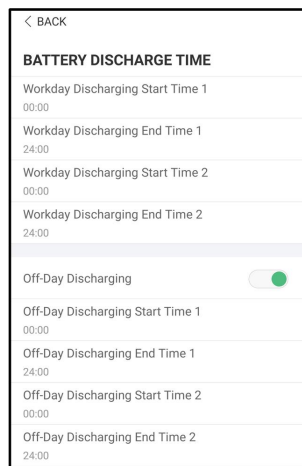 < BACK
BATTERY DISCHARGE TIME
Workday Discharging Start Time 1
00:00
Workday Discharging End Time 1
24:00
Workday Discharging Start Time 2
00:00
Workday Discharging End Time 2
24:00
Off-Day Discharging
Off-Day Discharging Start Time 1
00:00
Off-Day Discharging End Time 1
24:00
Off-Day Discharging Start Time 2
00:00
Off-Day Discharging End Time 2
24:00